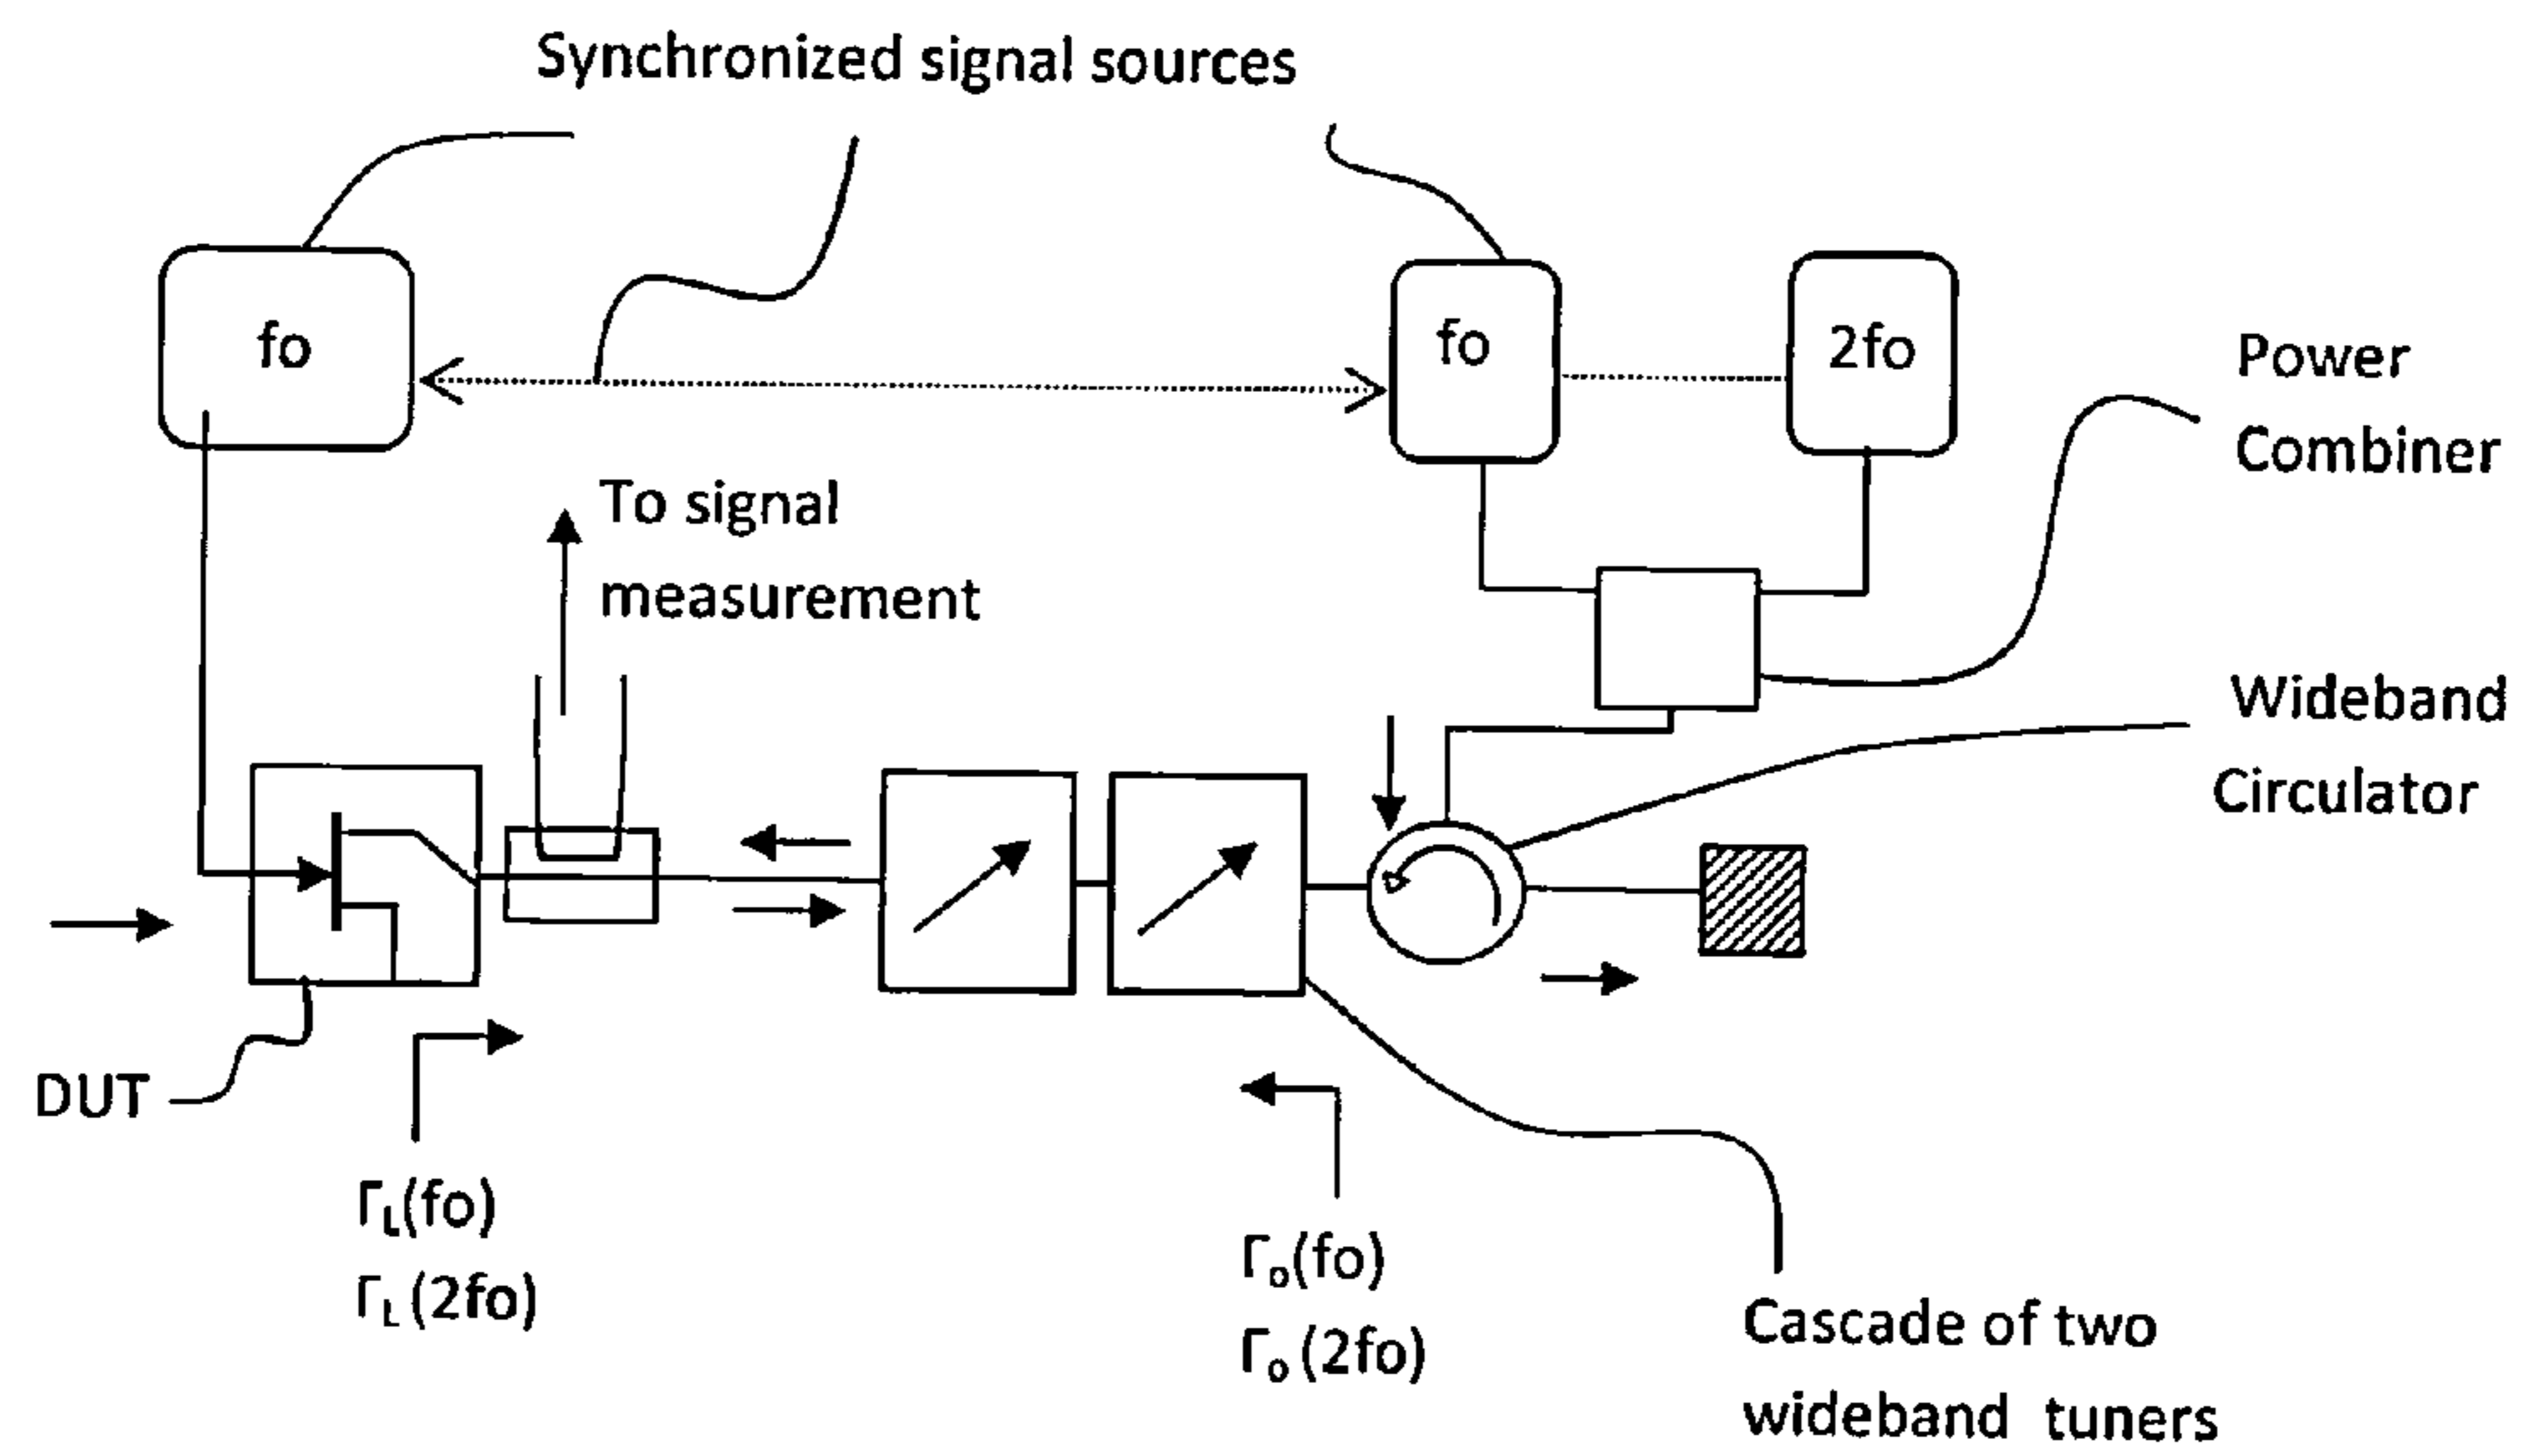 Synchronized signal sources
fo
fo
2fo
Power
Combiner
To signal
measurement
Wideband
Circulator
DUT
ΓL(fo)
ΓL(2fo)
Γo(fo)
Γo(2fo)
Cascade of two
wideband tuners